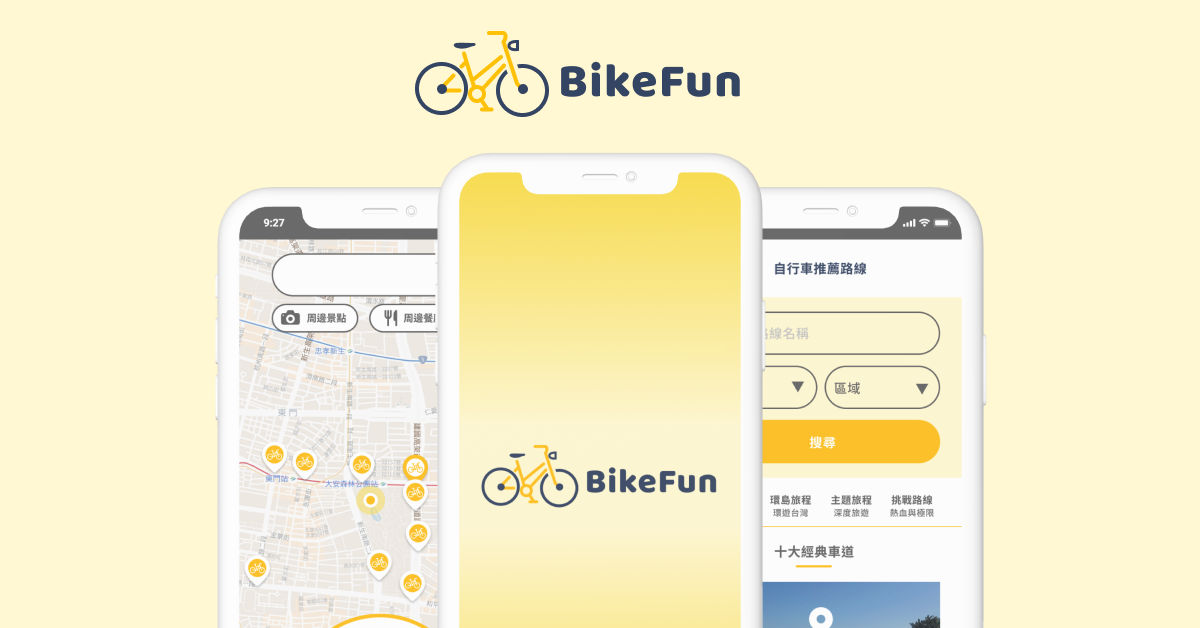 BikeFun
9:27
周邊景點
周邊餐
忠孝新生
1
東門
東門站
大安森林公園站
BikeFun
自行車推薦路線
路線名稱
區域
搜尋
環島旅程 主題旅程 挑戰路線
環遊台灣 深度旅遊 熱血與極限
十大經典車道